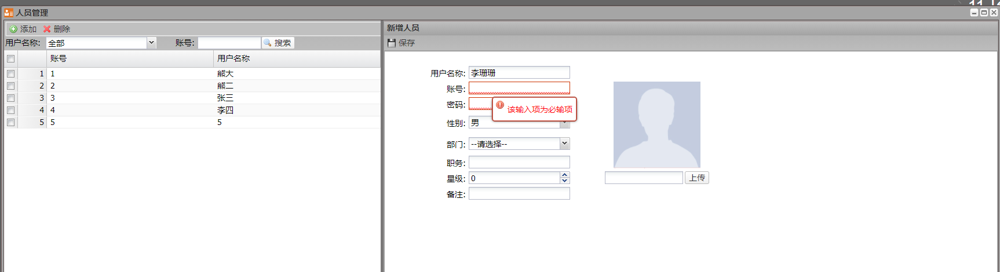 人员管理
添加 删除
用户名称: 全部 账号: 搜索
账号 用户名称
1 1 熊大
2 2 熊二
3 3 张三
4 4 李四
5 5 5
新增人员
保存
用户名称: 李珊珊
账号:
密码:
该输入项为必输项
性别: 男
部门: --请选择--
职务:
星级: 0
上传
备注: